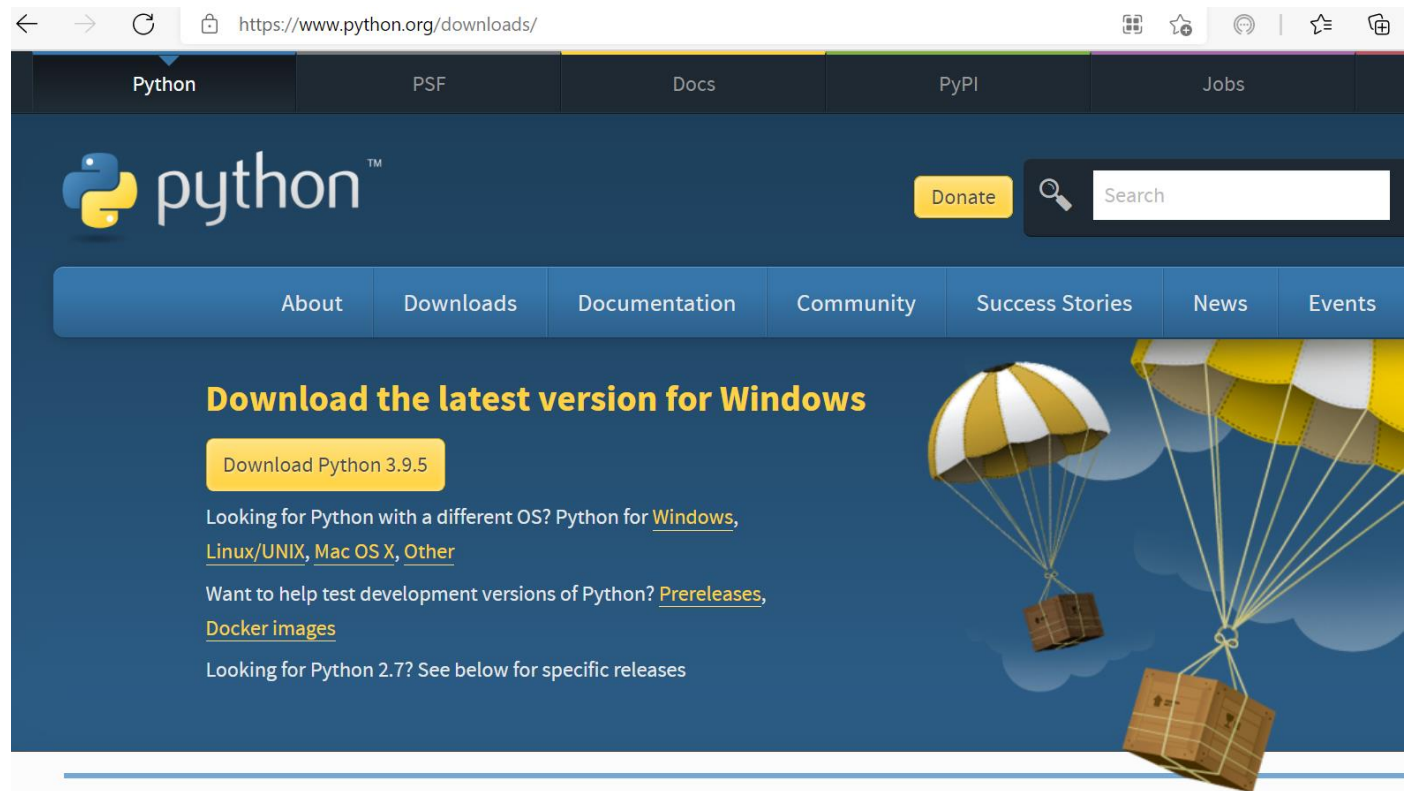 https://www.python.org/downloads/
Python PSF Docs PyPI Jobs
python™
Donate
Search
About Downloads Documentation Community Success Stories News Events
Download the latest version for Windows
Download Python 3.9.5
Looking for Python with a different OS? Python for Windows,
Linux/UNIX, Mac OS X, Other
Want to help test development versions of Python? Prereleases,
Docker images
Looking for Python 2.7? See below for specific releases